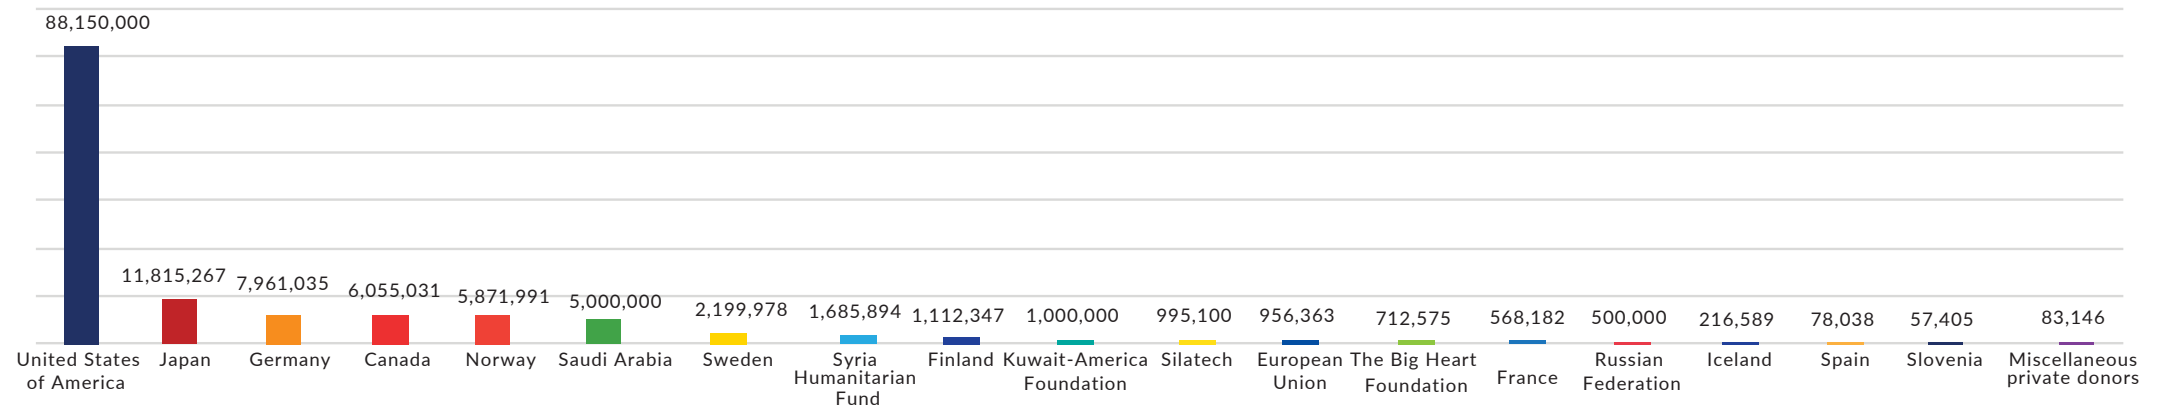 88,150,000
11,815,267
7,961,035
6,055,031
5,871,991
5,000,000
2,199,978
1,685,894
1,112,347
1,000,000
995,100
956,363
712,575
568,182
500,000
216,589
78,038
57,405
83,146
United States
of America
Japan
Germany
Canada
Norway
Saudi Arabia
Sweden
Syria
Humanitarian
Fund
Finland
Kuwait-America
Foundation
Silatech
European
Union
The Big Heart
Foundation
France
Russian
Federation
Iceland
Spain
Slovenia
Miscellaneous
private donors